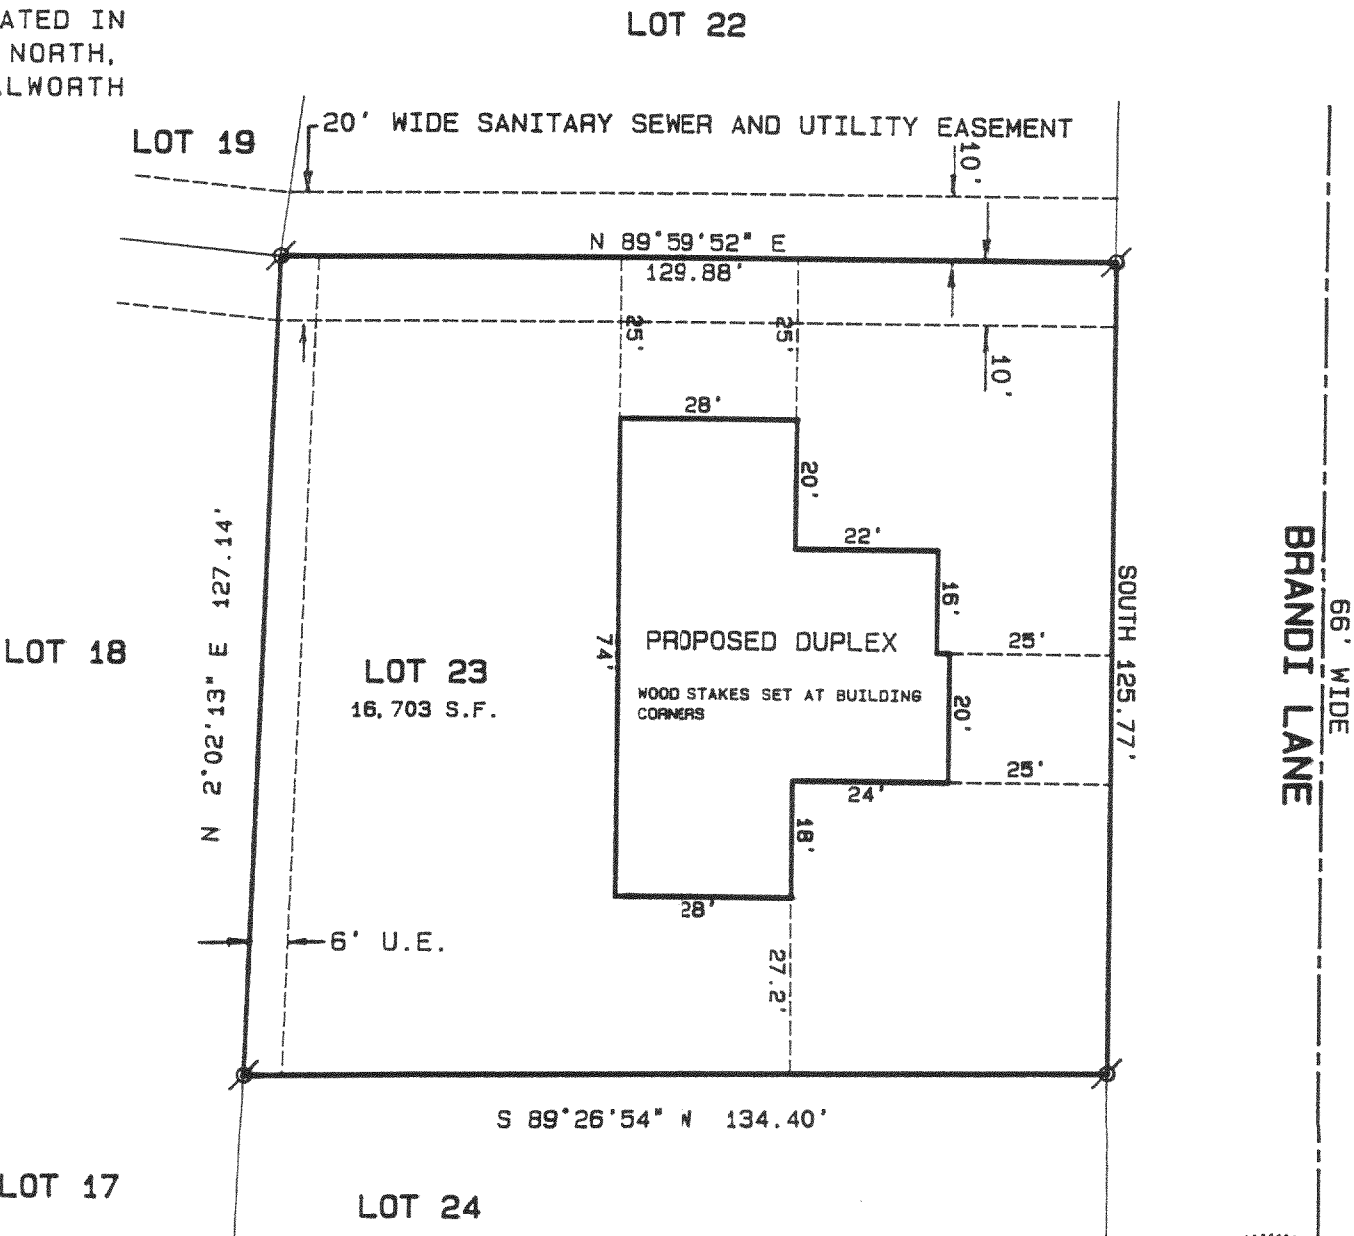 ATED IN
NORTH,
LWORTH
LOT 22
LOT 19
20' WIDE SANITARY SEWER AND UTILITY EASEMENT
10'
N 89°59'52" E
129.88'
25'
25'
10'
28'
20'
22'
16'
N 2°02'13" E 127.14'
LOT 18
LOT 23
16,703 S.F.
74'
PROPOSED DUPLEX
WOOD STAKES SET AT BUILDING
CORNERS
25'
20'
25'
24'
18'
28'
27.2'
SOUTH 125.77'
BRANDI LANE
66' WIDE
6' U.E.
S 89°26'54" W 134.40'
LOT 17
LOT 24